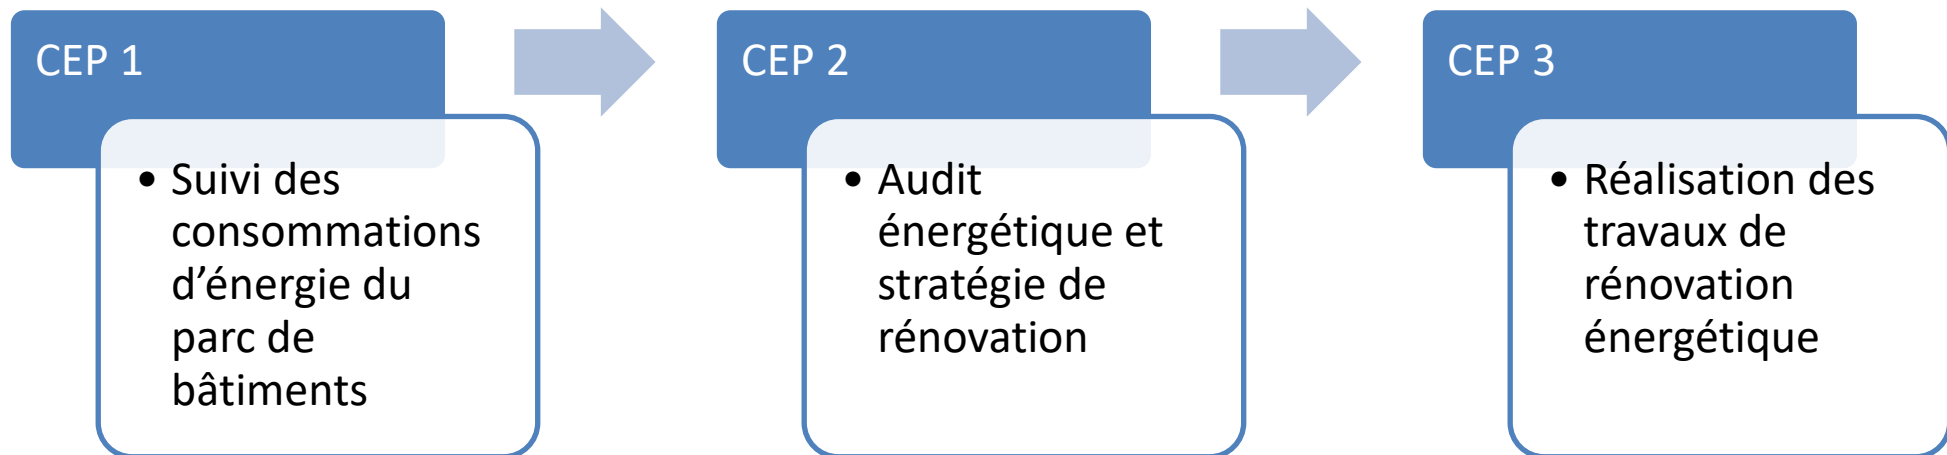 CEP 1
• Suivi des
consommations
d’énergie du
parc de
bâtiments
CEP 2
• Audit
énergétique et
stratégie de
rénovation
CEP 3
• Réalisation des
travaux de
rénovation
énergétique